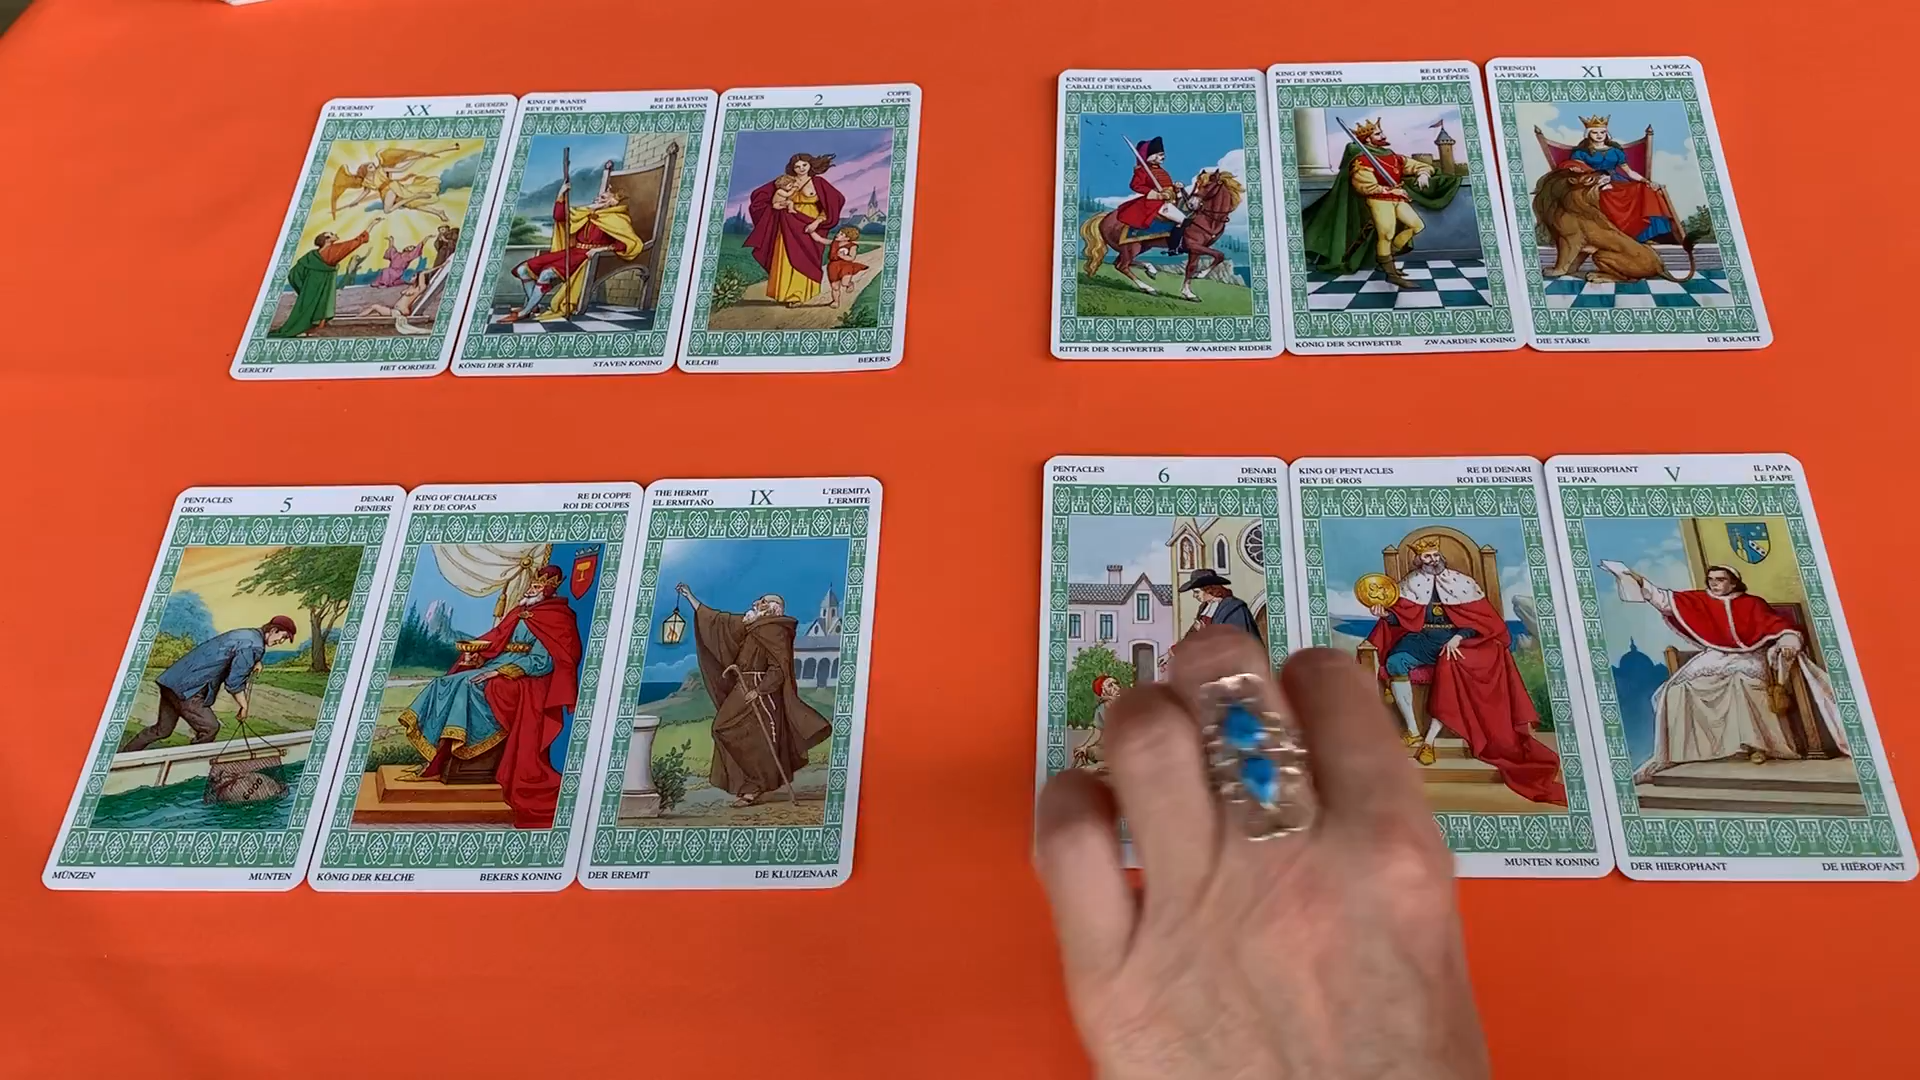 JUDGEMENT
EL JUICIO
XX
IL GIUDIZIO
LE JUGEMENT
GERICHT
HET OORDEEL
KING OF WANDS
REY DE BASTOS
RE DI BASTONI
ROI DE BÂTONS
KÖNIG DER STÄBE
STAVEN KONING
CHALICES
COPAS
2
COPPE
COUPES
KELCHE
BEKERS
KNIGHT OF SWORDS
CABALLO DE ESPADAS
CAVALIERE DI SPADE
CHEVALIER D'ÉPÉES
RITTER DER SCHWERTER
ZWAARDEN RIDDER
KING OF SWORDS
REY DE ESPADAS
RE DI SPADE
ROI D'ÉPÉES
KÖNIG DER SCHWERTER
ZWAARDEN KONING
STRENGTH
LA FUERZA
XI
LA FORZA
LA FORCE
DIE STÄRKE
DE KRACHT
PENTACLES
OROS
5
DENARI
DENIERS
GOOD
MÜNZEN
MUNTEN
KING OF CHALICES
REY DE COPAS
RE DI COPPE
ROI DE COUPES
KÖNIG DER KELCHE
BEKERS KONING
THE HERMIT
EL ERMITAÑO
IX
L'EREMITA
L'ERMITE
DER EREMIT
DE KLUIZENAAR
PENTACLES
OROS
6
DENARI
DENIERS
KING OF PENTACLES
REY DE OROS
RE DI DENARI
ROI DE DENIERS
MUNTEN KONING
THE HIEROPHANT
EL PAPA
V
IL PAPA
LE PAPE
DER HIEROPHANT
DE HIËROFANT